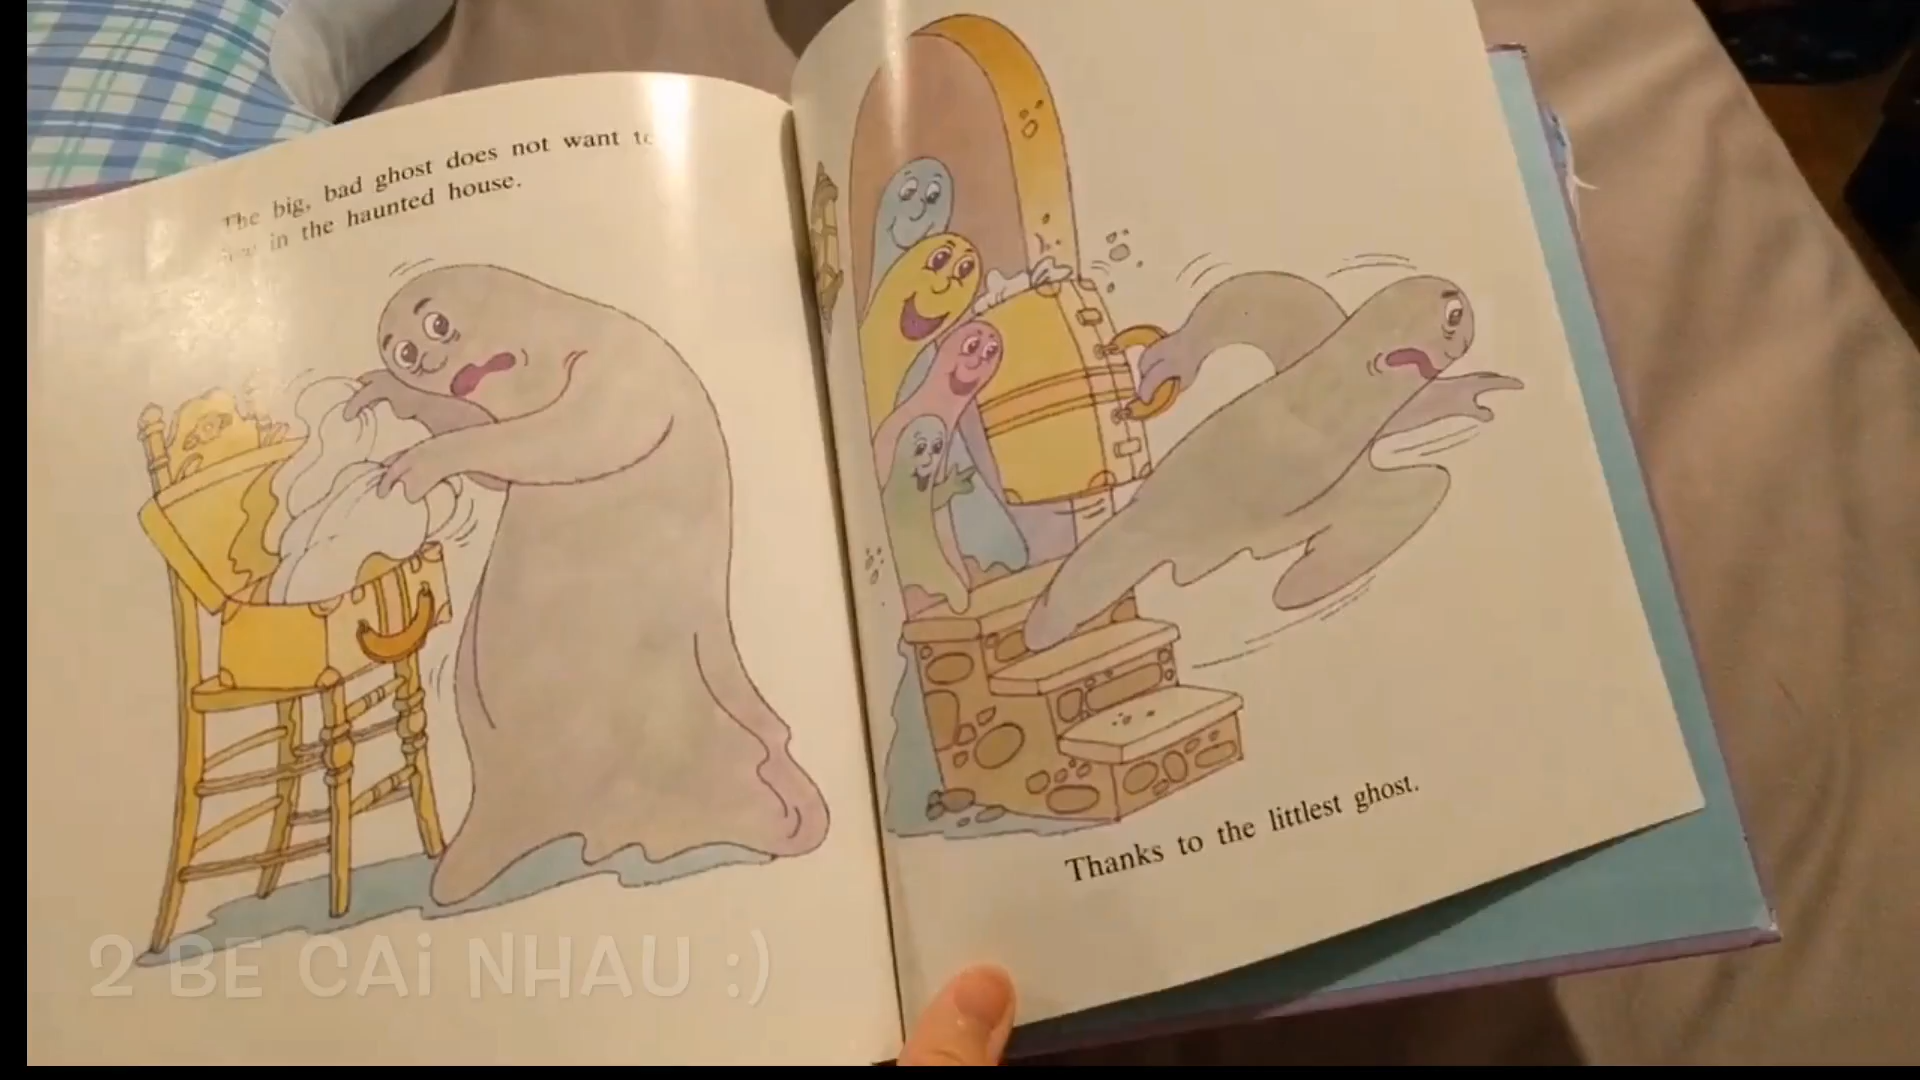 The big, bad ghost does not want to
in the haunted house.
Thanks to the littlest ghost.
2 BE CAi NHAU :)